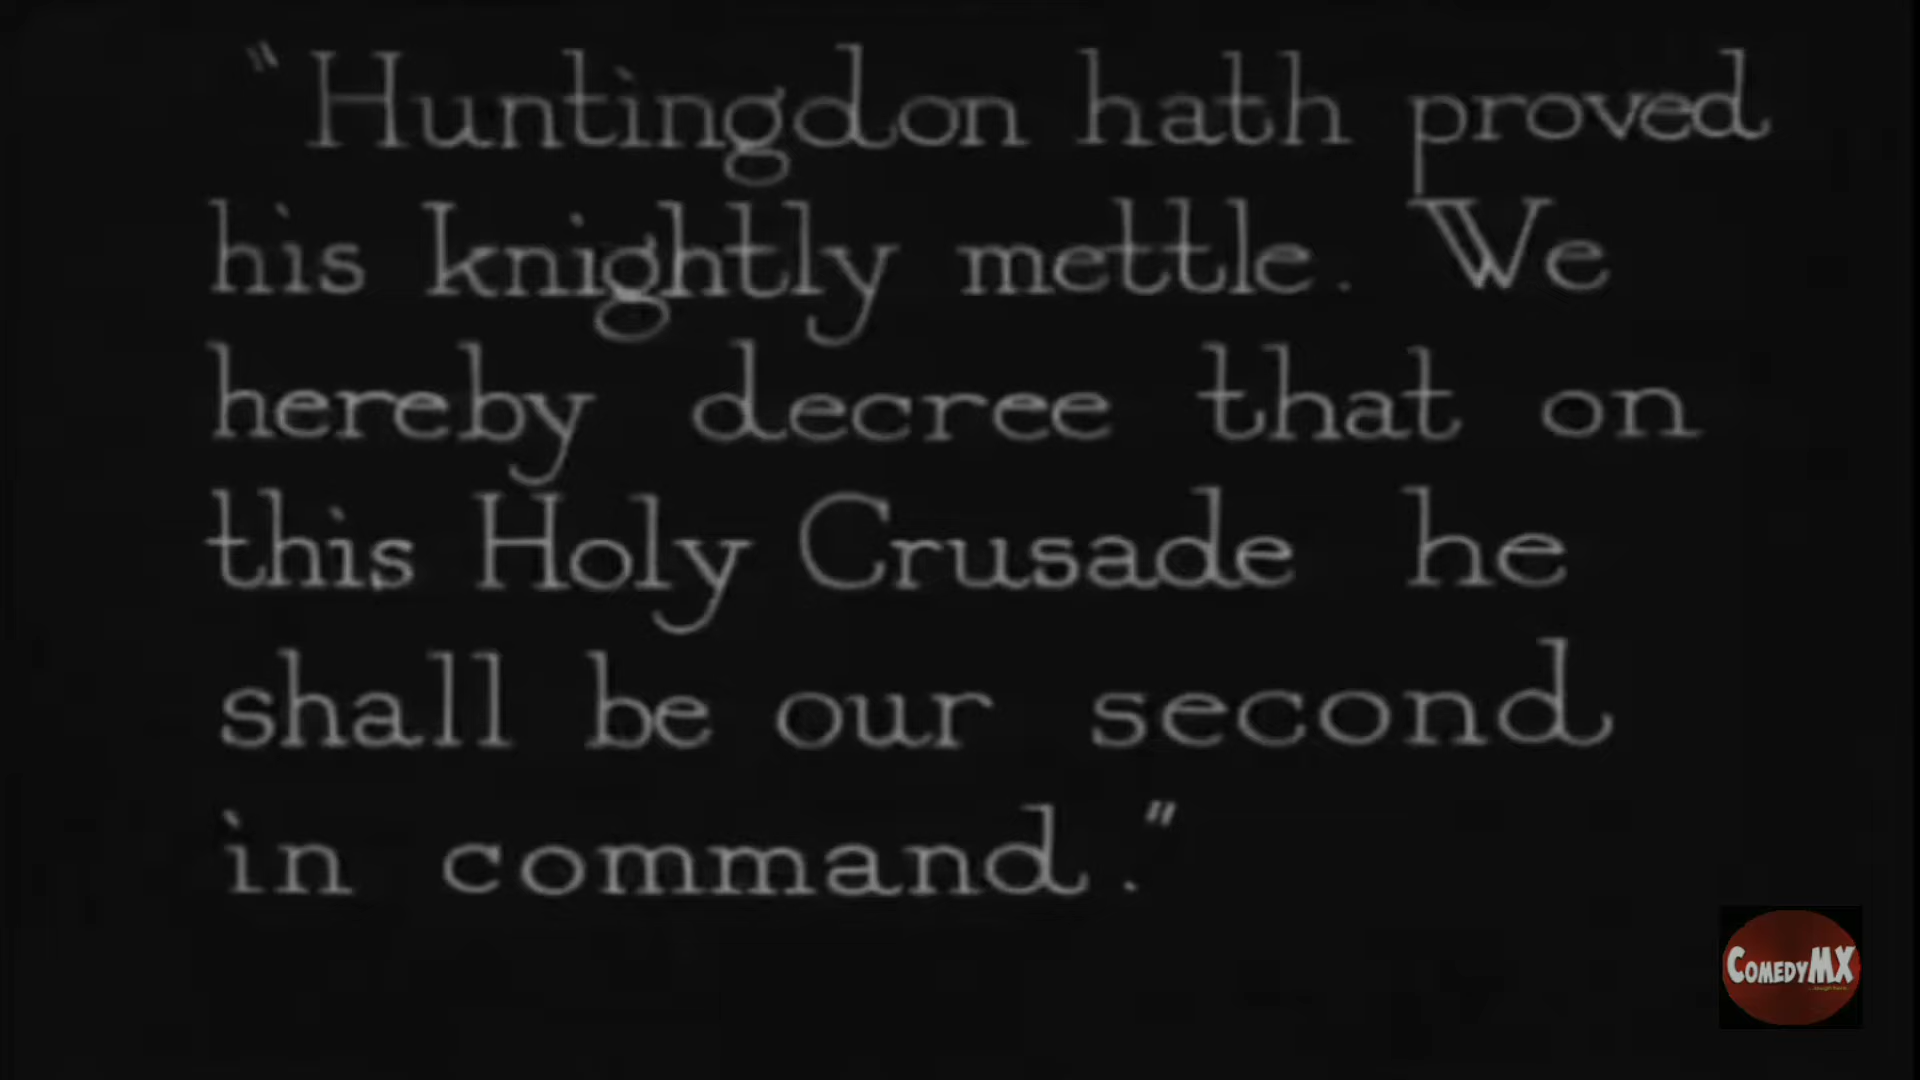 "Huntingdon hath proved
his knightly mettle. We
hereby decree that on
this Holy Crusade he
shall be our second
in command."
COMEDYMX